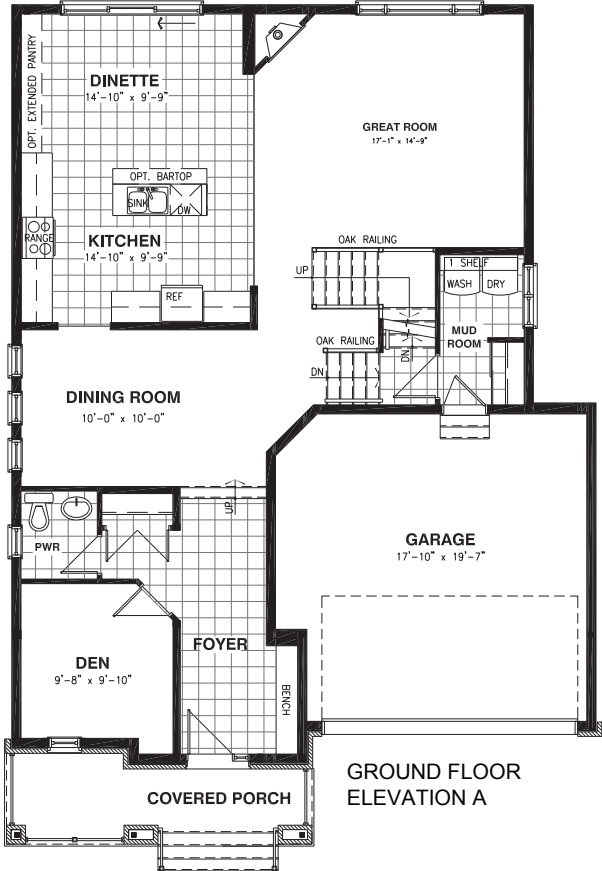 OPT. EXTENDED PANTRY
DINETTE
14'-10" x 9'-9"
GREAT ROOM
17'-1" x 14'-9"
OPT. BARTOP
SINK
DW
RANGE
KITCHEN
14'-10" x 9'-9"
REF
OAK RAILING
UP
1 SHELF
WASH
DRY
MUD
ROOM
OAK RAILING
DN
DN
DINING ROOM
10'-0" x 10'-0"
UP
PWR
GARAGE
17'-10" x 19'-7"
FOYER
DEN
9'-8" x 9'-10"
BENCH
COVERED PORCH
GROUND FLOOR
ELEVATION A